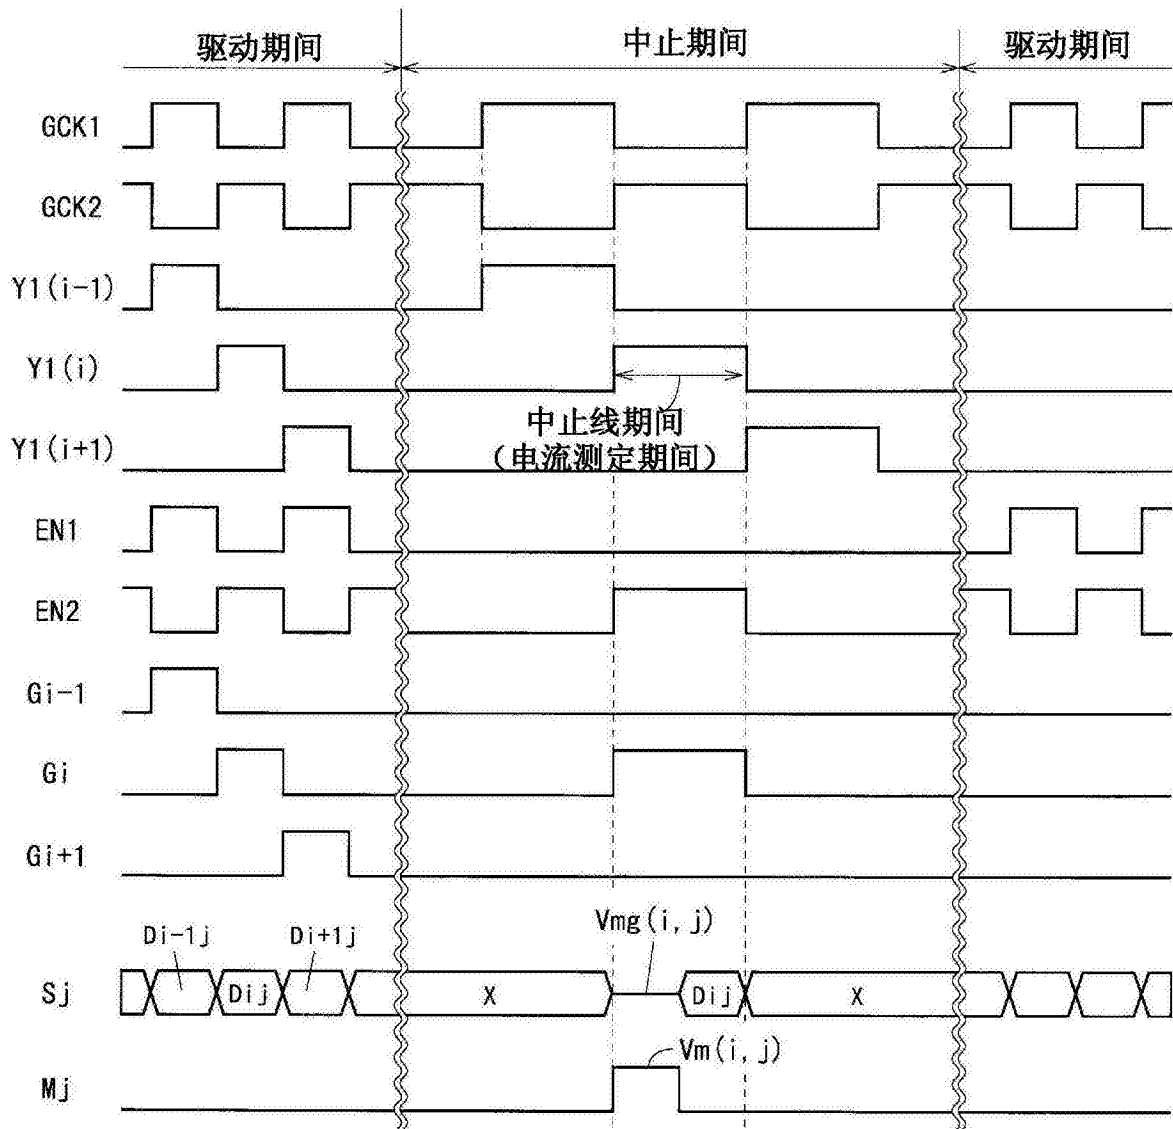 驱动期间 中止期间 驱动期间
GCK1
GCK2
Y1(i-1)
Y1(i)
中止线期间
(电流测定期间)
Y1(i+1)
EN1
EN2
Gi-1
Gi
Gi+1
Vmg(i,j)
Di-1j Di+1j
Sj Dij X Dij X
Vm(i,j)
Mj